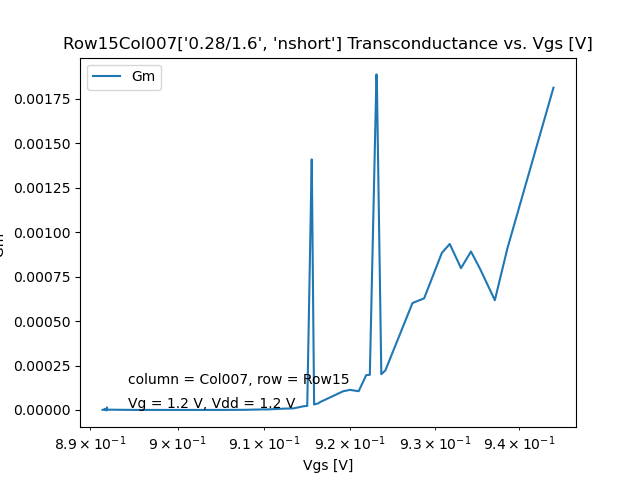 Row15Col007['0.28/1.6', 'nshort'] Transconductance vs. Vgs [V]
Gm
0.00175
0.00150
0.00125
0.00100
0.00075
0.00050
0.00025
0.00000
column = Col007, row = Row15
Vg = 1.2 V, Vdd = 1.2 V
8.9 × 10⁻¹ 9 × 10⁻¹ 9.1 × 10⁻¹ 9.2 × 10⁻¹ 9.3 × 10⁻¹ 9.4 × 10⁻¹
Vgs [V]